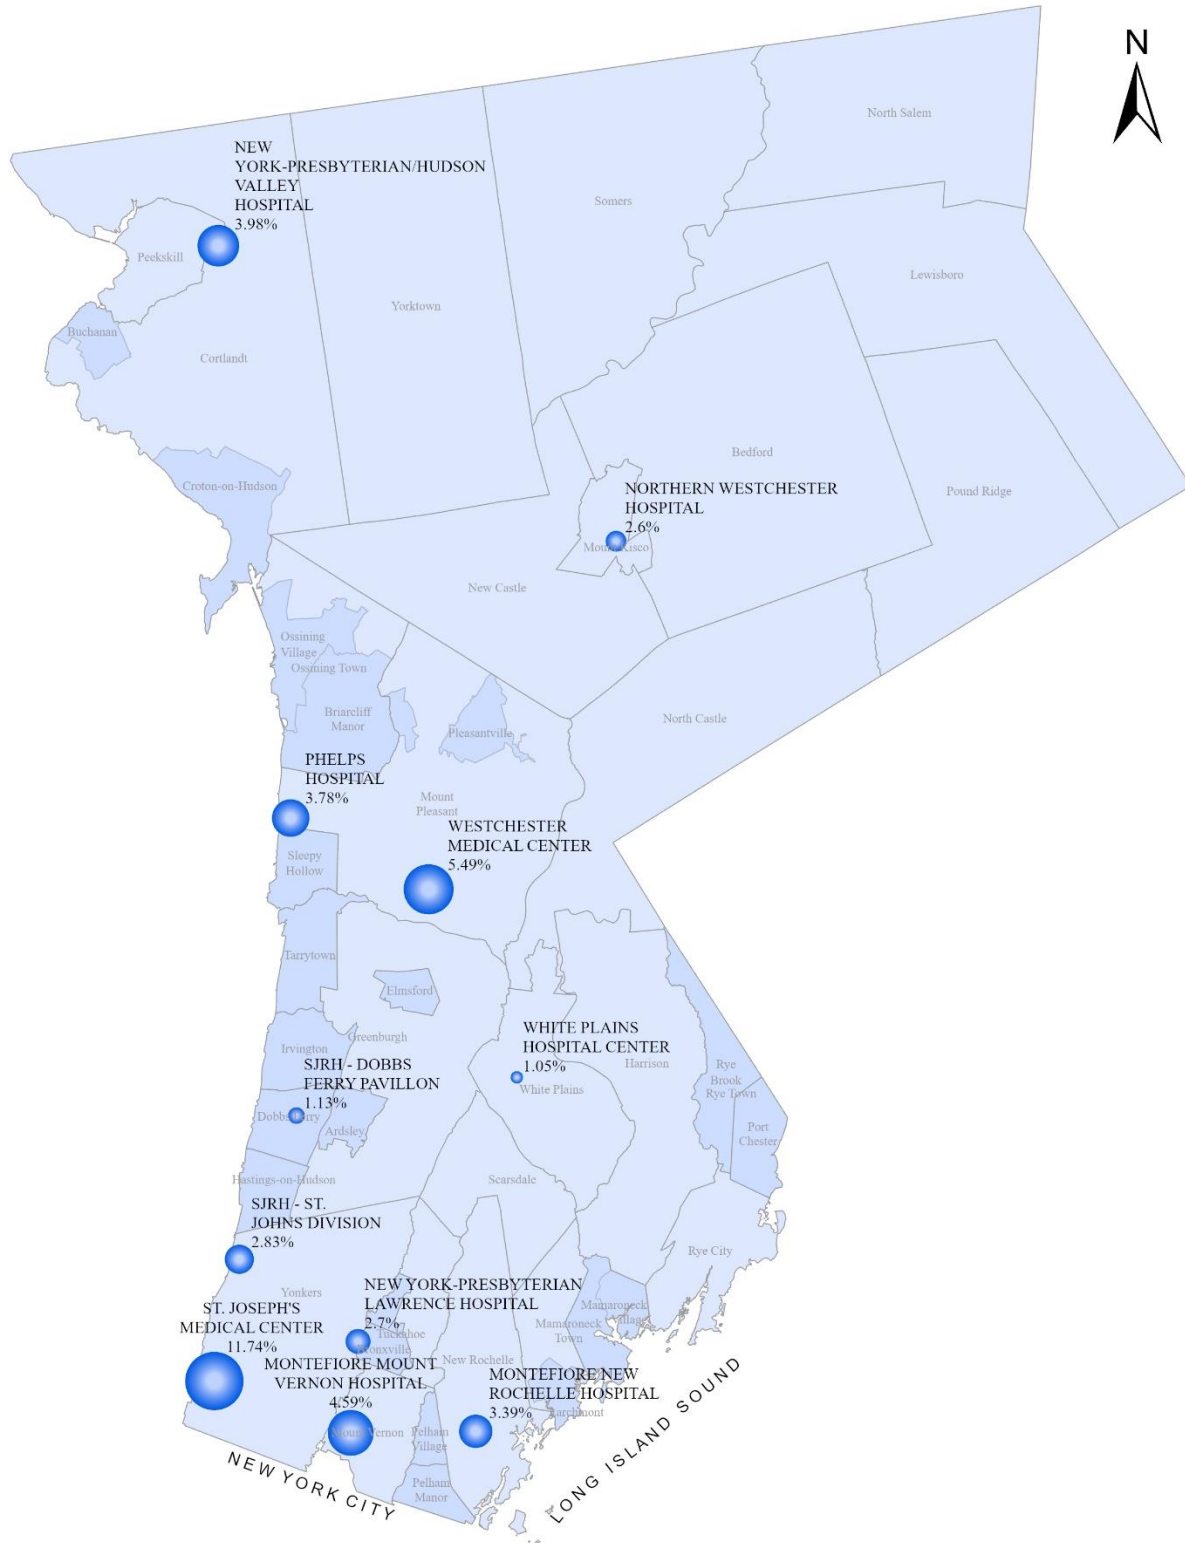 N
North Salem
NEW
YORK-PRESBYTERIAN/HUDSON
VALLEY
HOSPITAL
3.98%
Somers
Peekskill
Lewisboro
Yorktown
Buchanan
Cortlandt
Bedford
Croton-on-Hudson
Pound Ridge
NORTHERN WESTCHESTER
HOSPITAL
2.6%
Mount Kisco
New Castle
Ossining
Village
Ossining Town
Briarcliff
Manor
North Castle
Pleasantville
PHELPS
HOSPITAL
3.78%
Mount
Pleasant
WESTCHESTER
MEDICAL CENTER
5.49%
Sleepy
Hollow
Tarrytown
Elmsford
Greenburgh
Irvington
WHITE PLAINS
HOSPITAL CENTER
1.05%
White Plains
Harrison
Rye
Brook
Rye Town
SJRH - DOBBS
FERRY PAVILLON
1.13%
Dobbs Ferry
Ardsley
Port
Chester
Hastings-on-Hudson
Scarsdale
SJRH - ST.
JOHNS DIVISION
2.83%
Rye City
Yonkers
NEW YORK-PRESBYTERIAN
LAWRENCE HOSPITAL
2.7%
Tuckahoe
Bronxville
Mamaroneck
Village
Mamaroneck
Town
ST. JOSEPH'S
MEDICAL CENTER
11.74%
New Rochelle
MONTEFIORE MOUNT
VERNON HOSPITAL
4.59%
Mount Vernon
MONTEFIORE NEW
ROCHELLE HOSPITAL
3.39%
Larchmont
Pelham
Village
Pelham
Manor
NEW YORK CITY
LONG ISLAND SOUND